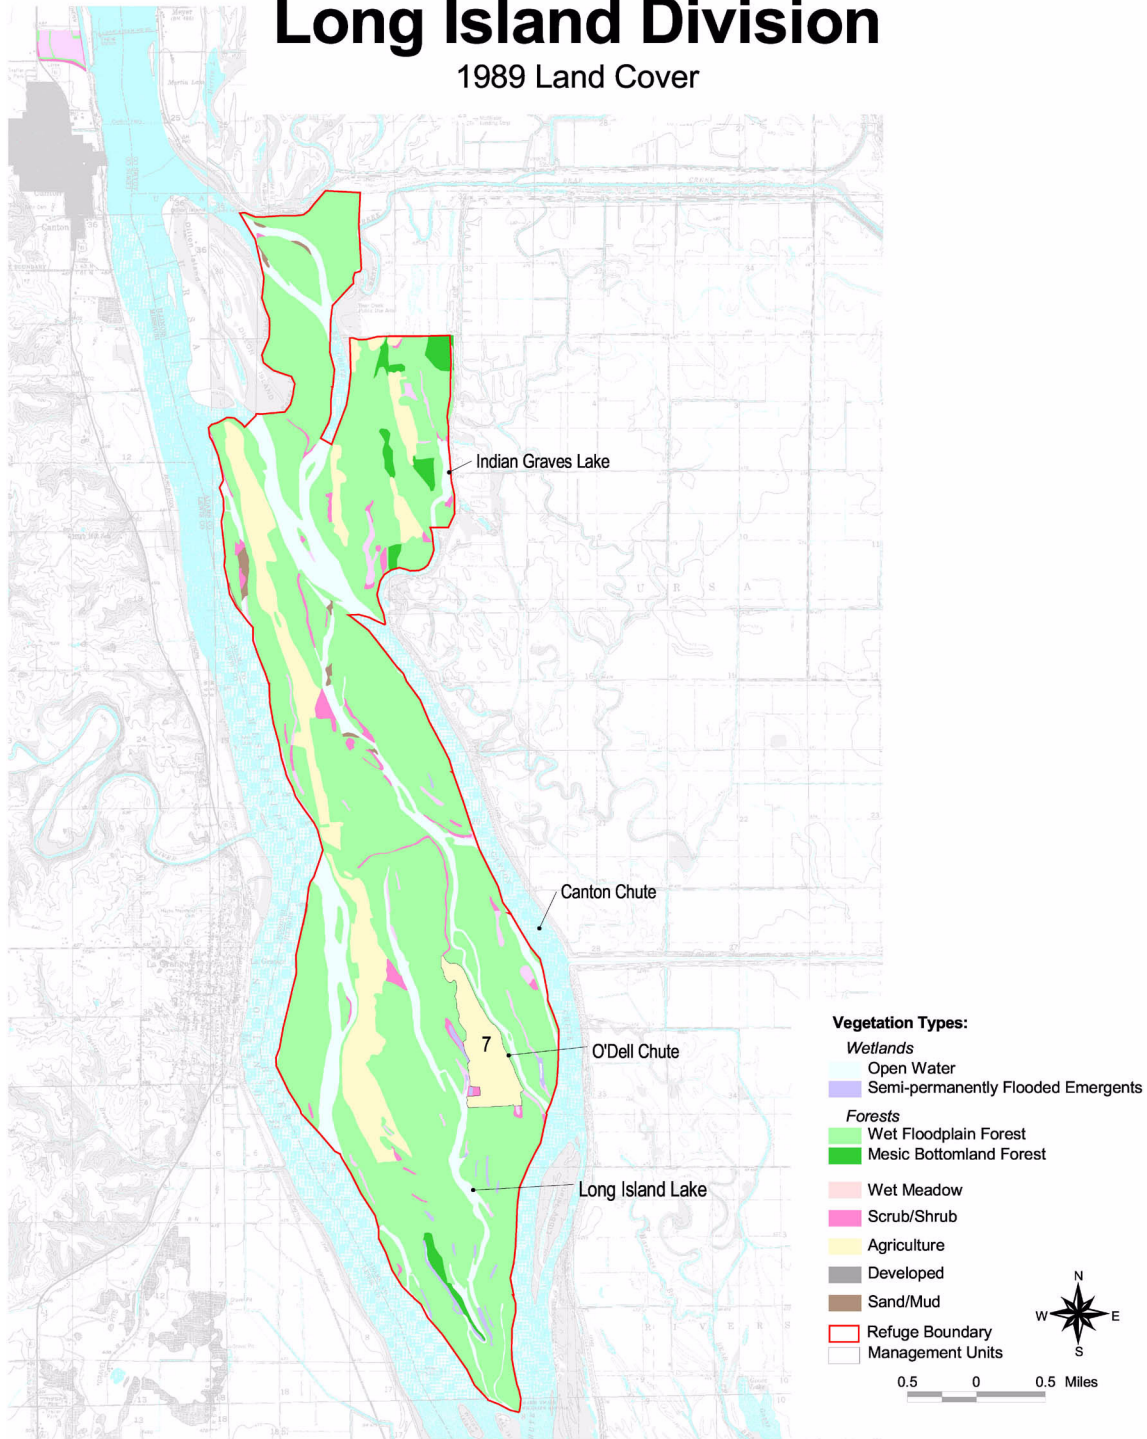 Long Island Division
1989 Land Cover
Canton
Indian Graves Lake
U R S A
Canton Chute
7
O'Dell Chute
Long Island Lake
Vegetation Types:
Wetlands
Open Water
Semi-permanently Flooded Emergents
Forests
Wet Floodplain Forest
Mesic Bottomland Forest
Wet Meadow
Scrub/Shrub
Agriculture
Developed
Sand/Mud
Refuge Boundary
Management Units
N
W E
S
0.5 0 0.5 Miles